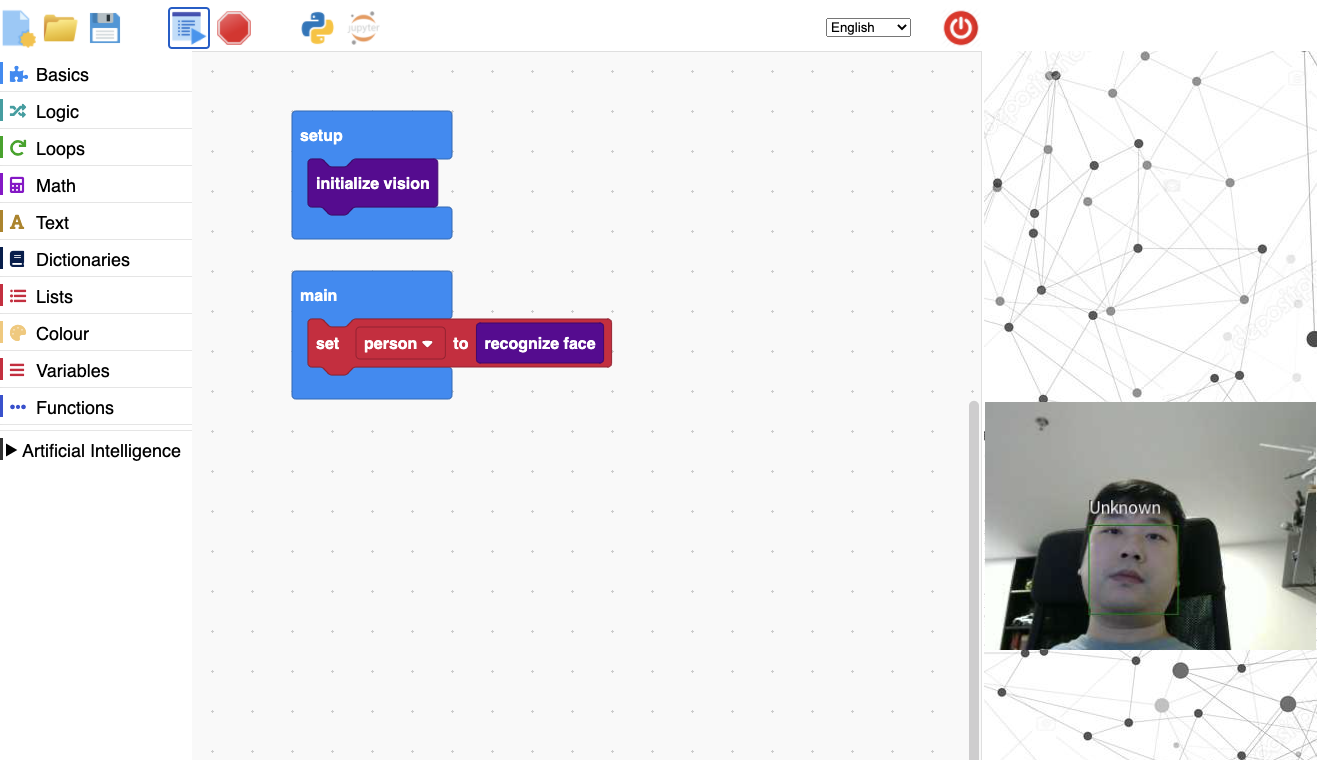 jupyter
English
Basics
Logic
Loops
Math
Text
Dictionaries
Lists
Colour
Variables
Functions
Artificial Intelligence
setup
initialize vision
main
set person to recognize face
depositphotos
Unknown